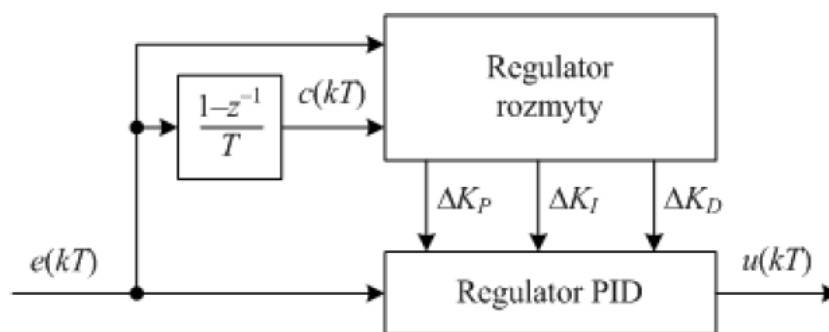 Regulator
rozmyty
1–z⁻¹
T
c(kT)
ΔK_P
ΔK_I
ΔK_D
e(kT)
Regulator PID
u(kT)